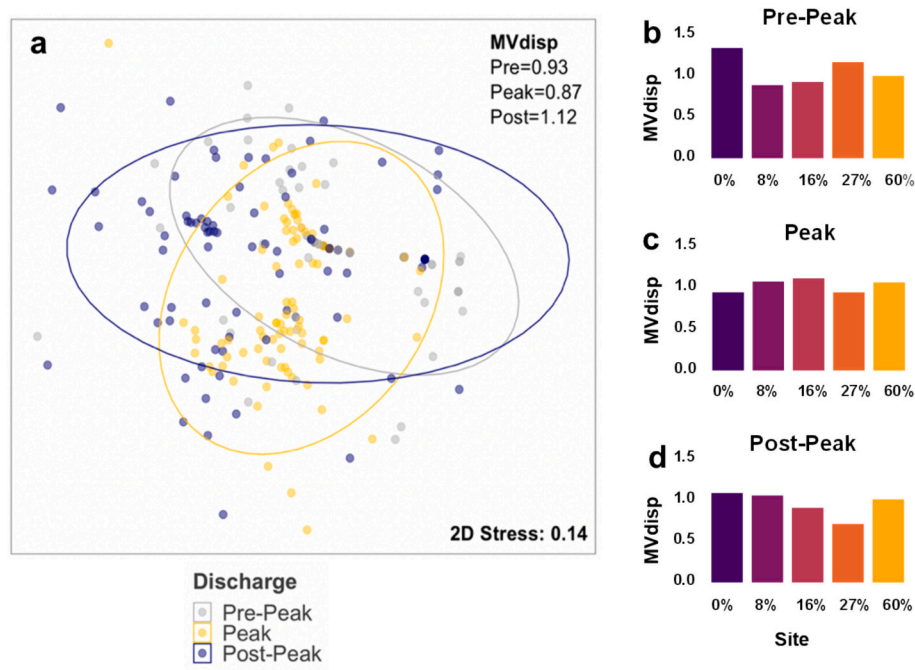 a
MVdisp
Pre=0.93
Peak=0.87
Post=1.12
2D Stress: 0.14
Discharge
Pre-Peak
Peak
Post-Peak
b
Pre-Peak
MVdisp
1.5
1.0
0.5
0.0
0% 8% 16% 27% 60%
c
Peak
MVdisp
1.5
1.0
0.5
0.0
0% 8% 16% 27% 60%
d
Post-Peak
MVdisp
1.5
1.0
0.5
0.0
0% 8% 16% 27% 60%
Site